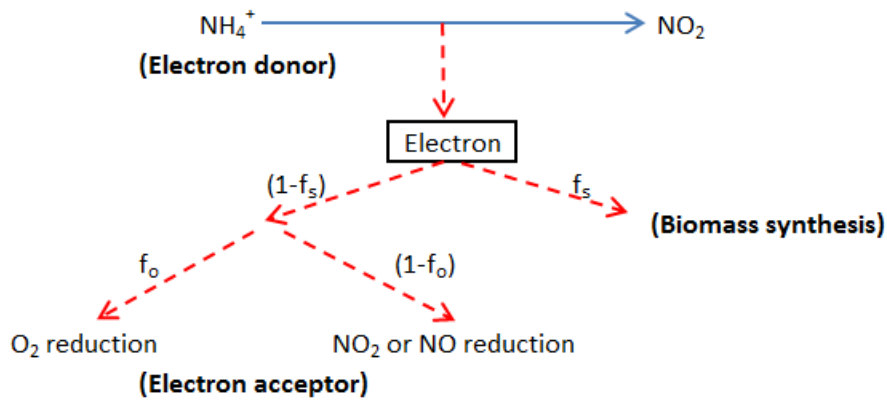 NH₄⁺ NO₂
(Electron donor)
Electron
(1-fₛ) fₛ
(Biomass synthesis)
fₒ (1-fₒ)
O₂ reduction NO₂ or NO reduction
(Electron acceptor)